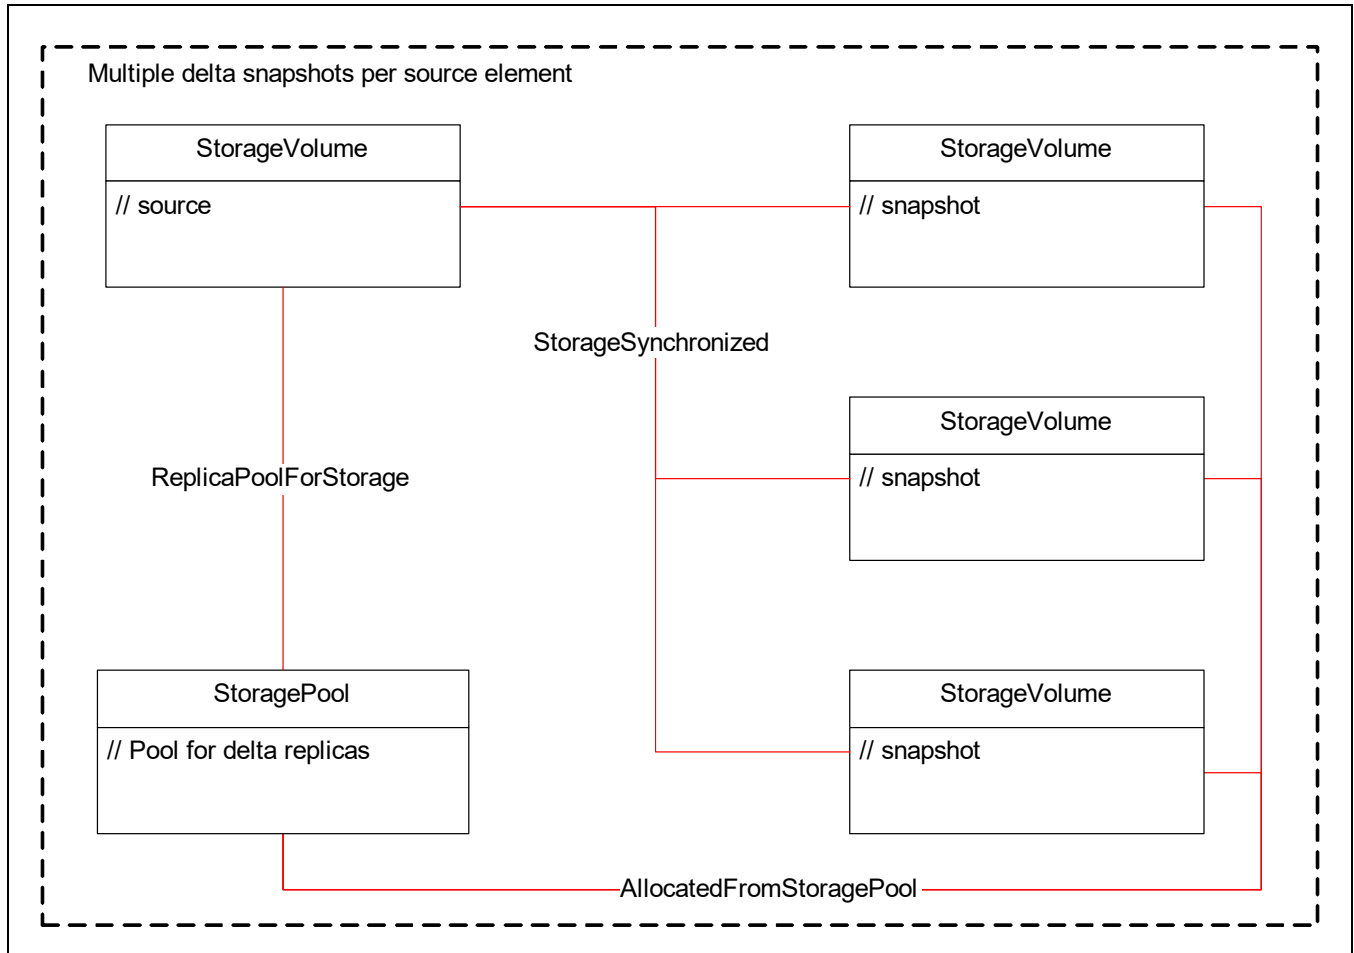 Multiple delta snapshots per source element
StorageVolume
// source
StorageVolume
// snapshot
StorageSynchronized
StorageVolume
// snapshot
ReplicaPoolForStorage
StoragePool
// Pool for delta replicas
StorageVolume
// snapshot
AllocatedFromStoragePool